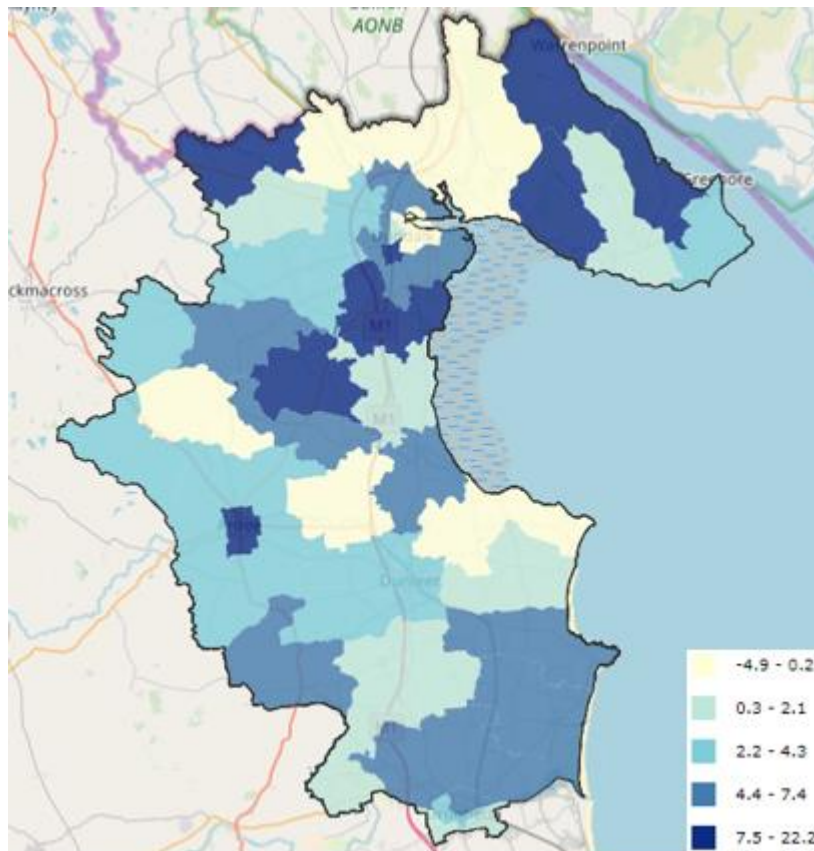 AONB
Warrenpoint
Greenore
ckmacross
M1
M1
Dunleer
-4.9 - 0.2
0.3 - 2.1
2.2 - 4.3
4.4 - 7.4
7.5 - 22.2